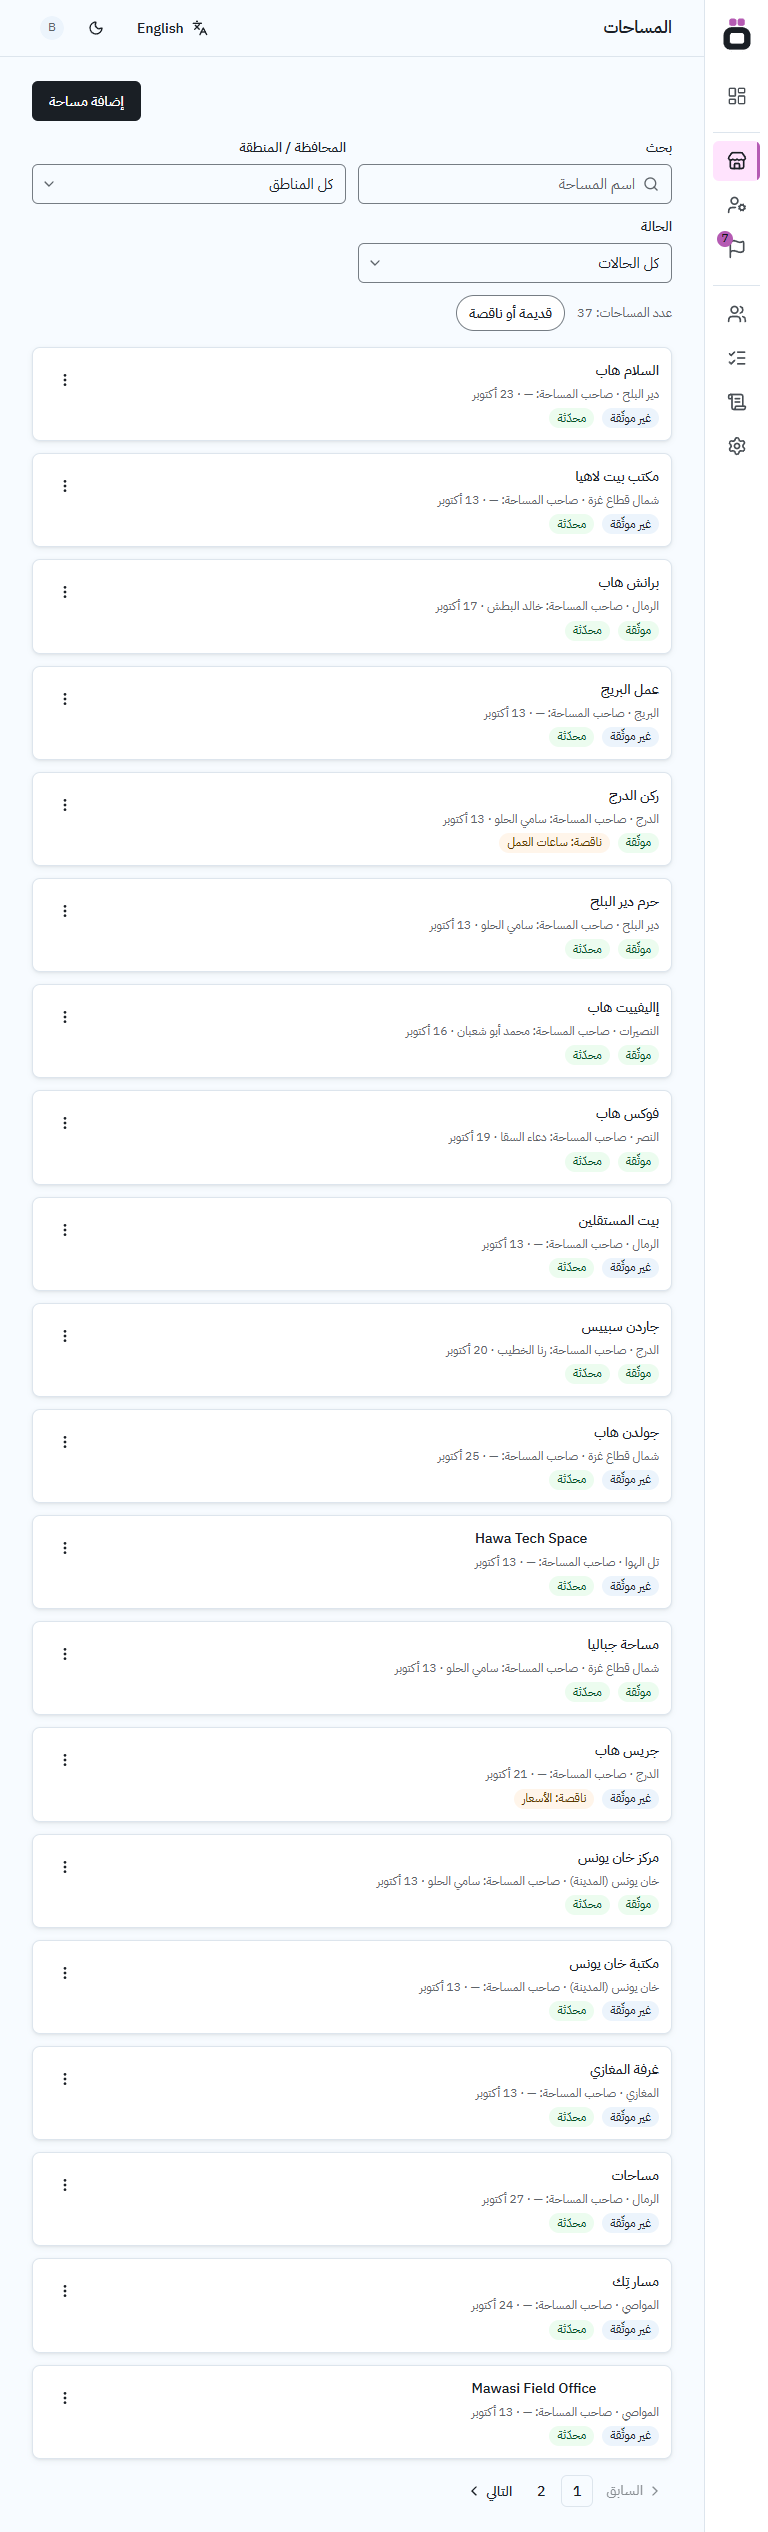 المساحات
English
B
إضافة مساحة
بحث
المحافظة / المنطقة
اسم المساحة
كل المناطق
الحالة
كل الحالات
7
عدد المساحات: 37
قديمة أو ناقصة
السلام هاب
دير البلح · صاحب المساحة: — · 23 أكتوبر
غير موثّقة محدّثة
مكتب بيت لاهيا
شمال قطاع غزة · صاحب المساحة: — · 13 أكتوبر
غير موثّقة محدّثة
برانش هاب
الرمال · صاحب المساحة: خالد البطش · 17 أكتوبر
موثّقة محدّثة
عمل البريج
البريج · صاحب المساحة: — · 13 أكتوبر
غير موثّقة محدّثة
ركن الدرج
الدرج · صاحب المساحة: سامي الحلو · 13 أكتوبر
موثّقة ناقصة: ساعات العمل
حرم دير البلح
دير البلح · صاحب المساحة: سامي الحلو · 13 أكتوبر
موثّقة محدّثة
إاليفييت هاب
النصيرات · صاحب المساحة: محمد أبو شعبان · 16 أكتوبر
موثّقة محدّثة
فوكس هاب
النصر · صاحب المساحة: دعاء السقا · 19 أكتوبر
موثّقة محدّثة
بيت المستقلين
الرمال · صاحب المساحة: — · 13 أكتوبر
غير موثّقة محدّثة
جاردن سبييس
الدرج · صاحب المساحة: رنا الخطيب · 20 أكتوبر
موثّقة محدّثة
جولدن هاب
شمال قطاع غزة · صاحب المساحة: — · 25 أكتوبر
غير موثّقة محدّثة
Hawa Tech Space
تل الهوا · صاحب المساحة: — · 13 أكتوبر
غير موثّقة محدّثة
مساحة جباليا
شمال قطاع غزة · صاحب المساحة: سامي الحلو · 13 أكتوبر
موثّقة محدّثة
جريس هاب
الدرج · صاحب المساحة: — · 21 أكتوبر
غير موثّقة ناقصة: الأسعار
مركز خان يونس
خان يونس (المدينة) · صاحب المساحة: سامي الحلو · 13 أكتوبر
موثّقة محدّثة
مكتبة خان يونس
خان يونس (المدينة) · صاحب المساحة: — · 13 أكتوبر
غير موثّقة محدّثة
غرفة المغازي
المغازي · صاحب المساحة: — · 13 أكتوبر
غير موثّقة محدّثة
مساحات
الرمال · صاحب المساحة: — · 27 أكتوبر
غير موثّقة محدّثة
مسار تِك
المواصي · صاحب المساحة: — · 24 أكتوبر
غير موثّقة محدّثة
Mawasi Field Office
المواصي · صاحب المساحة: — · 13 أكتوبر
غير موثّقة محدّثة
السابق 1 2 التالي